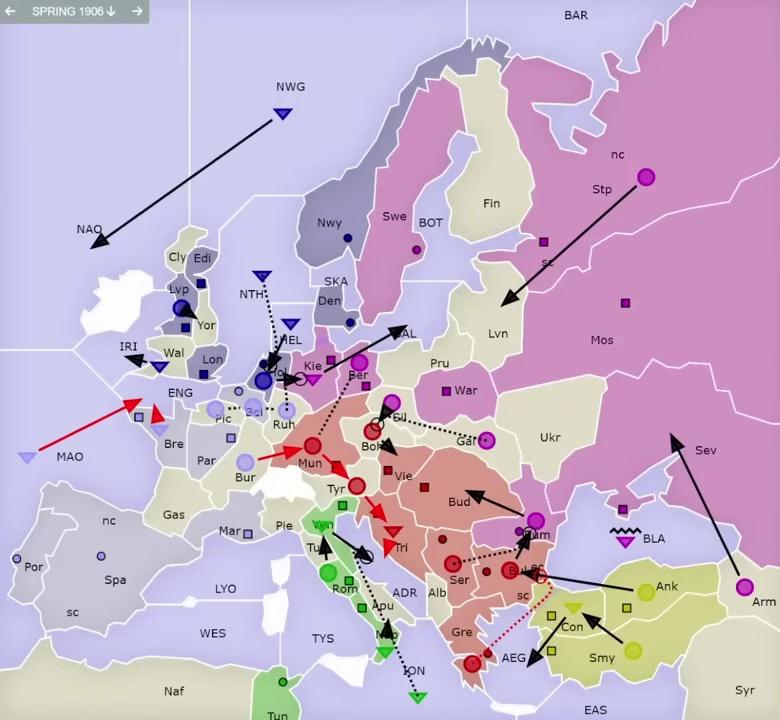 SPRING 1906
BAR
NWG
nc
Stp
NAO
Nwy
Swe
BOT
Fin
Cly
Edi
sc
NTH
SKA
Lvp
Den
Lvn
Yor
Mos
HEL
BAL
IRI
Wal
Lon
Hol
Kie
Pru
Ber
War
ENG
Pic
Bel
Ruh
Sil
Ukr
Bre
Boh
Gal
Par
Sev
MAO
Mun
Bur
Vie
Tyr
Bud
Gas
nc
Ven
Rum
BLA
Mar
Pie
Tri
Tu
Por
Spa
Ser
Bul
ec
Ank
LYO
Rom
ADR
Alb
sc
Arm
sc
Apu
Con
WES
Gre
TYS
Nap
AEG
Smy
ION
Naf
Syr
EAS
Tun